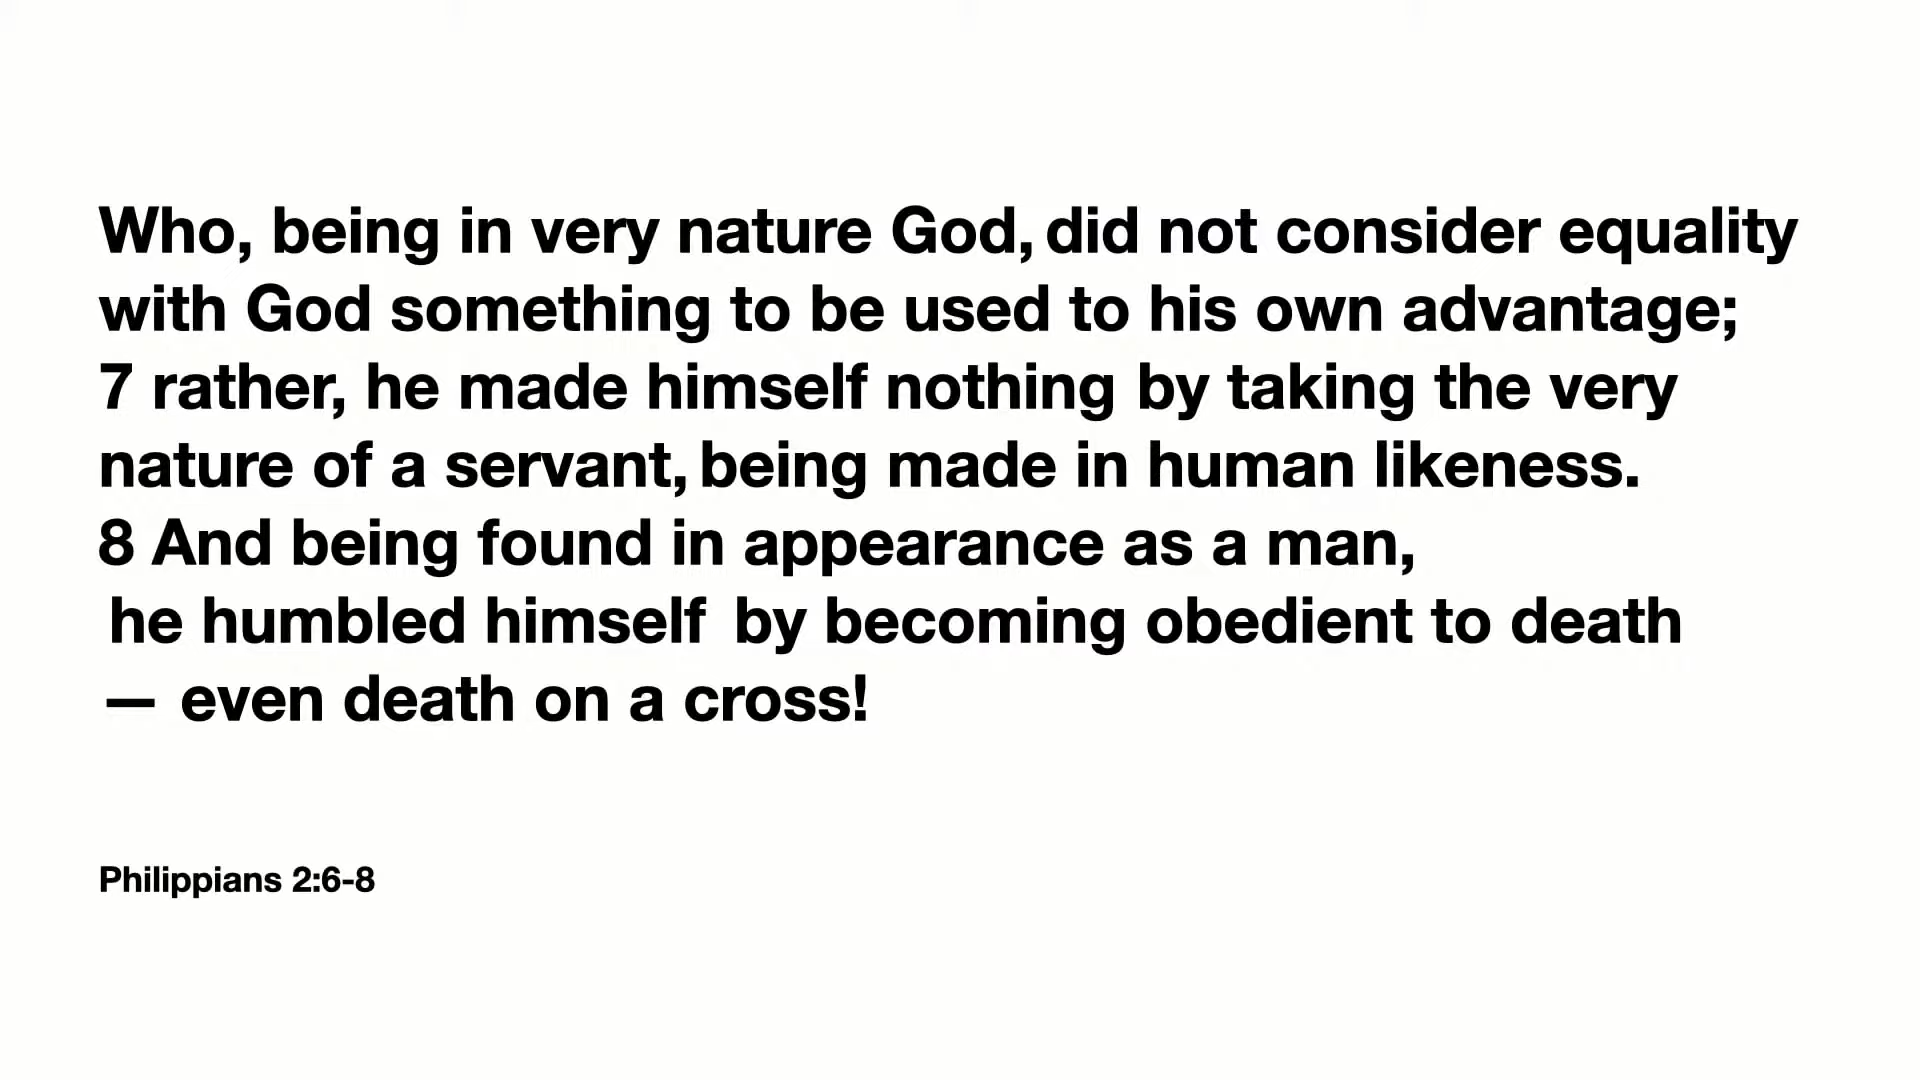 Who, being in very nature God, did not consider equality
with God something to be used to his own advantage;
7 rather, he made himself nothing by taking the very
nature of a servant, being made in human likeness.
8 And being found in appearance as a man,
he humbled himself by becoming obedient to death
— even death on a cross!
Philippians 2:6-8